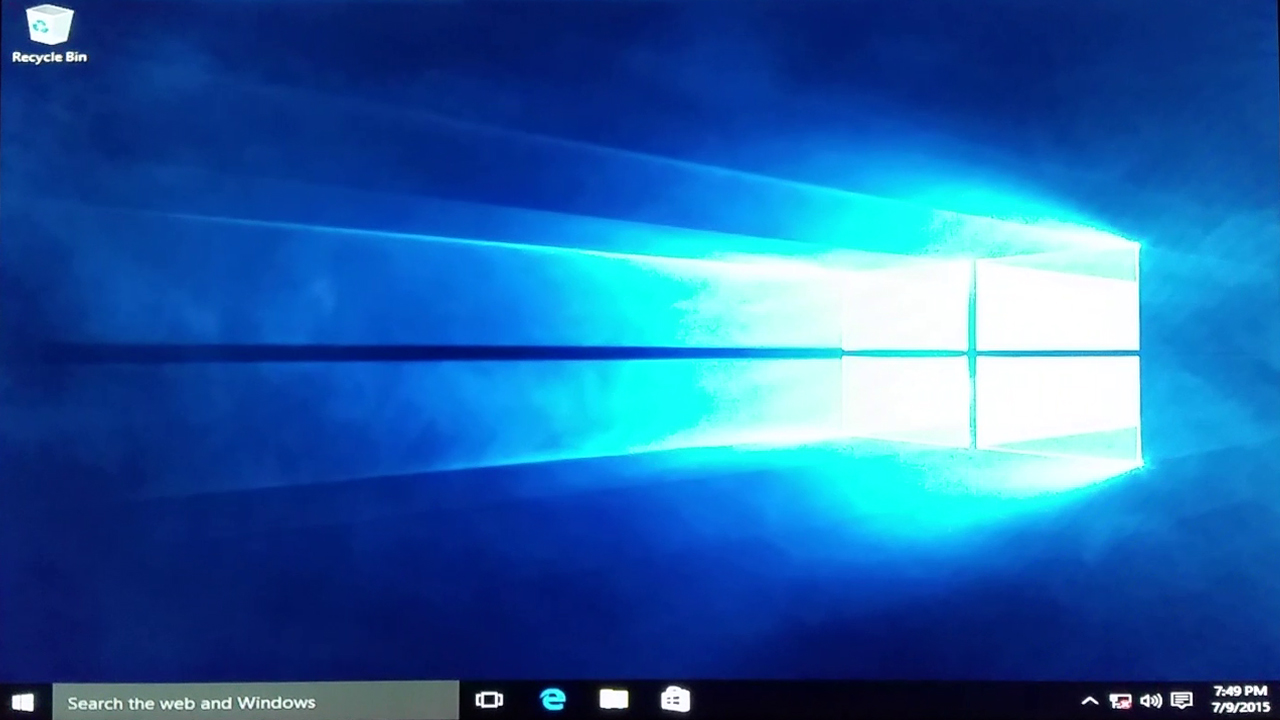 Recycle Bin
Search the web and Windows
7:49 PM
7/9/2015